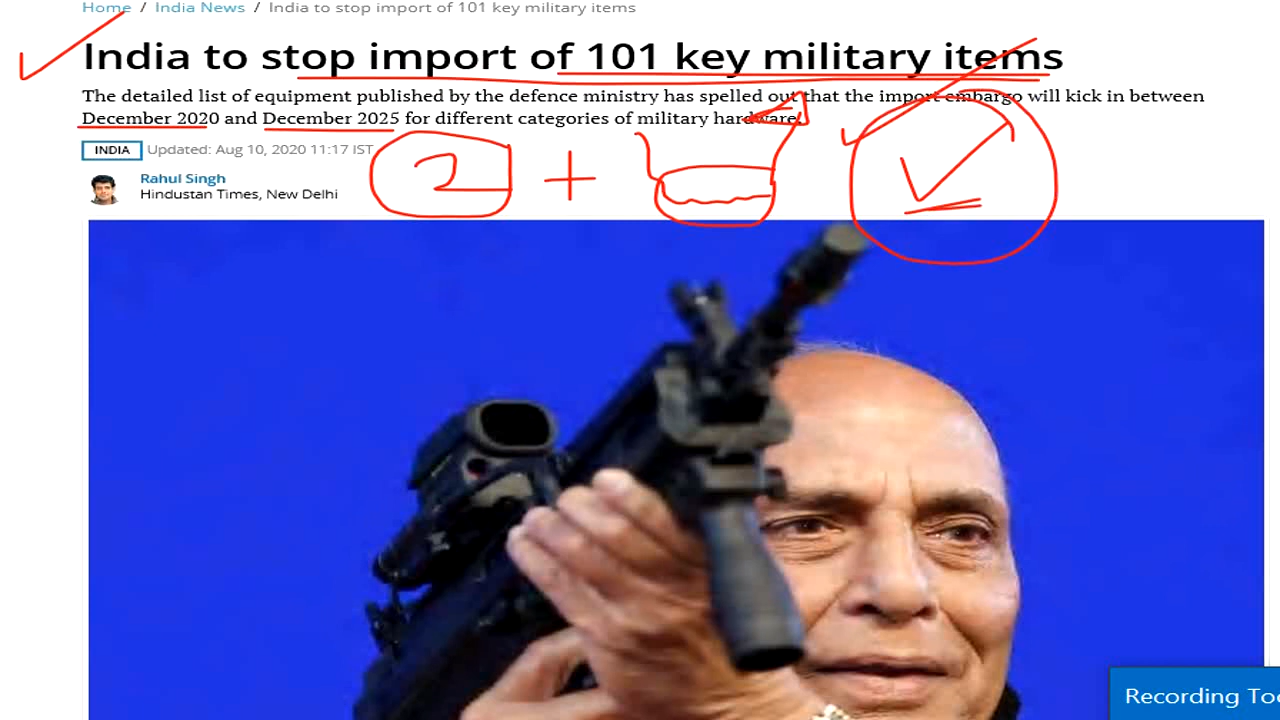 Home / India News / India to stop import of 101 key military items
India to stop import of 101 key military items
The detailed list of equipment published by the defence ministry has spelled out that the import embargo will kick in between
December 2020 and December 2025 for different categories of military hardware.
INDIA Updated: Aug 10, 2020 11:17 IST
2 +
Rahul Singh
Hindustan Times, New Delhi
Recording Too